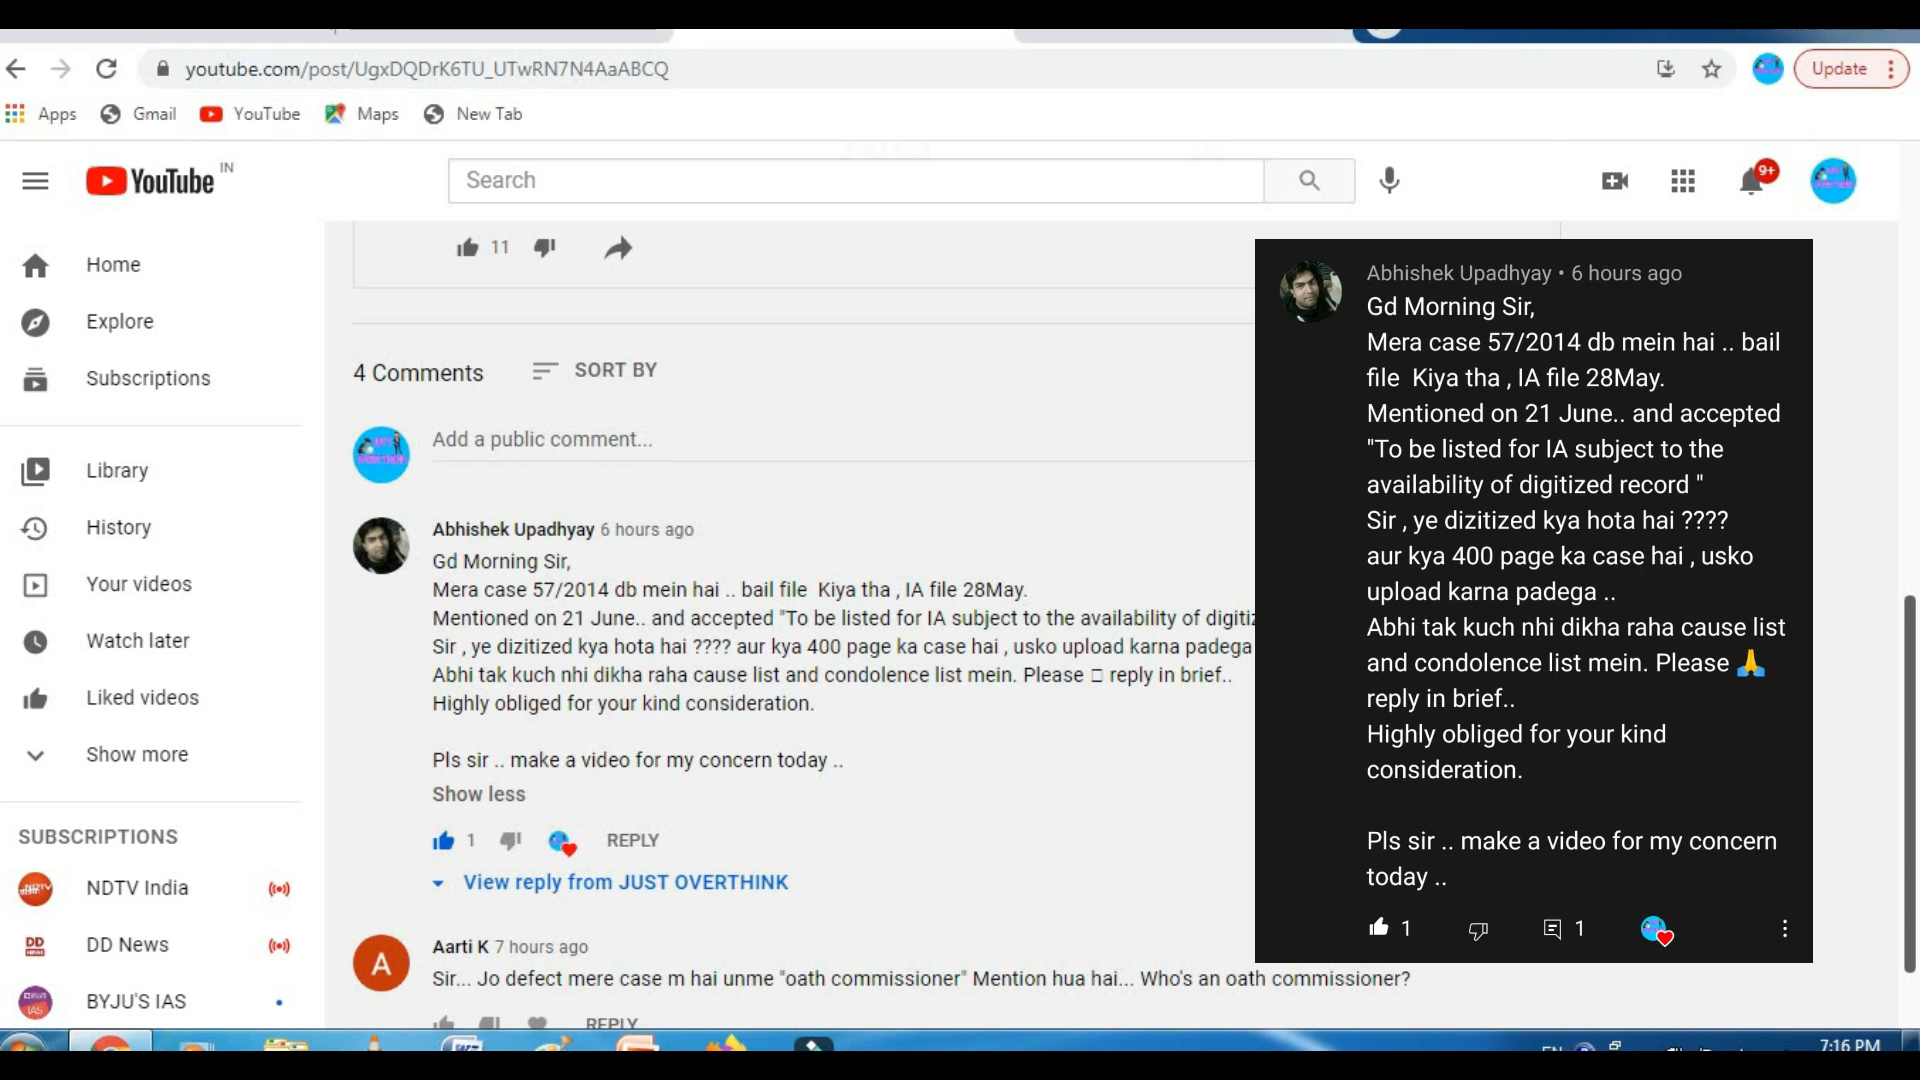 youtube.com/post/UgxDQDrK6TU_UTwRN7N4AaABCQ
Update
Apps
Gmail
YouTube
Maps
New Tab
YouTube IN
Search
9+
Home
Explore
Subscriptions
Library
History
Your videos
Watch later
Liked videos
Show more
SUBSCRIPTIONS
NDTV India
DD News
BYJU'S IAS
11
4 Comments
SORT BY
Add a public comment...
Abhishek Upadhyay 6 hours ago
Gd Morning Sir,
Mera case 57/2014 db mein hai .. bail file Kiya tha , IA file 28May.
Mentioned on 21 June.. and accepted "To be listed for IA subject to the availability of digitiz
Sir , ye dizitized kya hota hai ???? aur kya 400 page ka case hai , usko upload karna padega
Abhi tak kuch nhi dikha raha cause list and condolence list mein. Please reply in brief..
Highly obliged for your kind consideration.
Pls sir .. make a video for my concern today ..
Show less
1
REPLY
View reply from JUST OVERTHINK
A
Aarti K 7 hours ago
Sir... Jo defect mere case m hai unme "oath commissioner" Mention hua hai... Who's an oath commissioner?
REPLY
Abhishek Upadhyay • 6 hours ago
Gd Morning Sir,
Mera case 57/2014 db mein hai .. bail
file Kiya tha , IA file 28May.
Mentioned on 21 June.. and accepted
"To be listed for IA subject to the
availability of digitized record "
Sir , ye dizitized kya hota hai ????
aur kya 400 page ka case hai , usko
upload karna padega ..
Abhi tak kuch nhi dikha raha cause list
and condolence list mein. Please 🙏
reply in brief..
Highly obliged for your kind
consideration.
Pls sir .. make a video for my concern
today ..
1
1
EN
7:16 PM